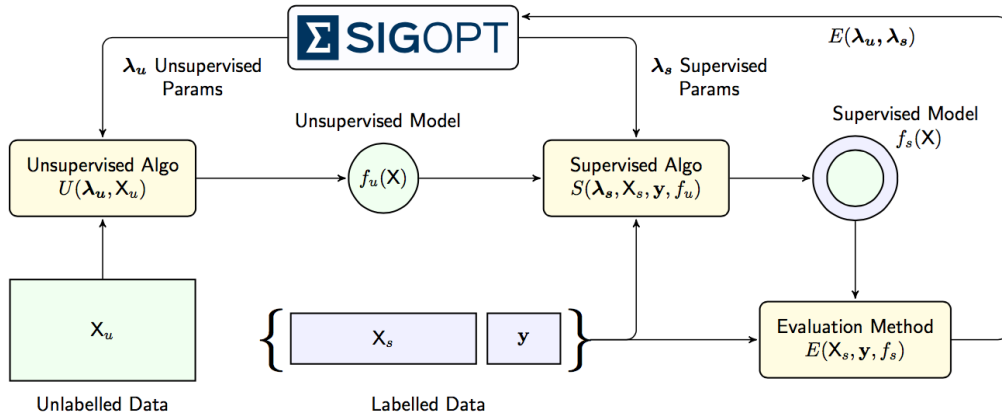 Σ SIGOPT
E(λu, λs)
λu Unsupervised
Params
λs Supervised
Params
Unsupervised Model
Supervised Model
fs(X)
Unsupervised Algo
U(λu, Xu)
fu(X)
Supervised Algo
S(λs, Xs, y, fu)
Xu
{ Xs y }
Evaluation Method
E(Xs, y, fs)
Unlabelled Data
Labelled Data